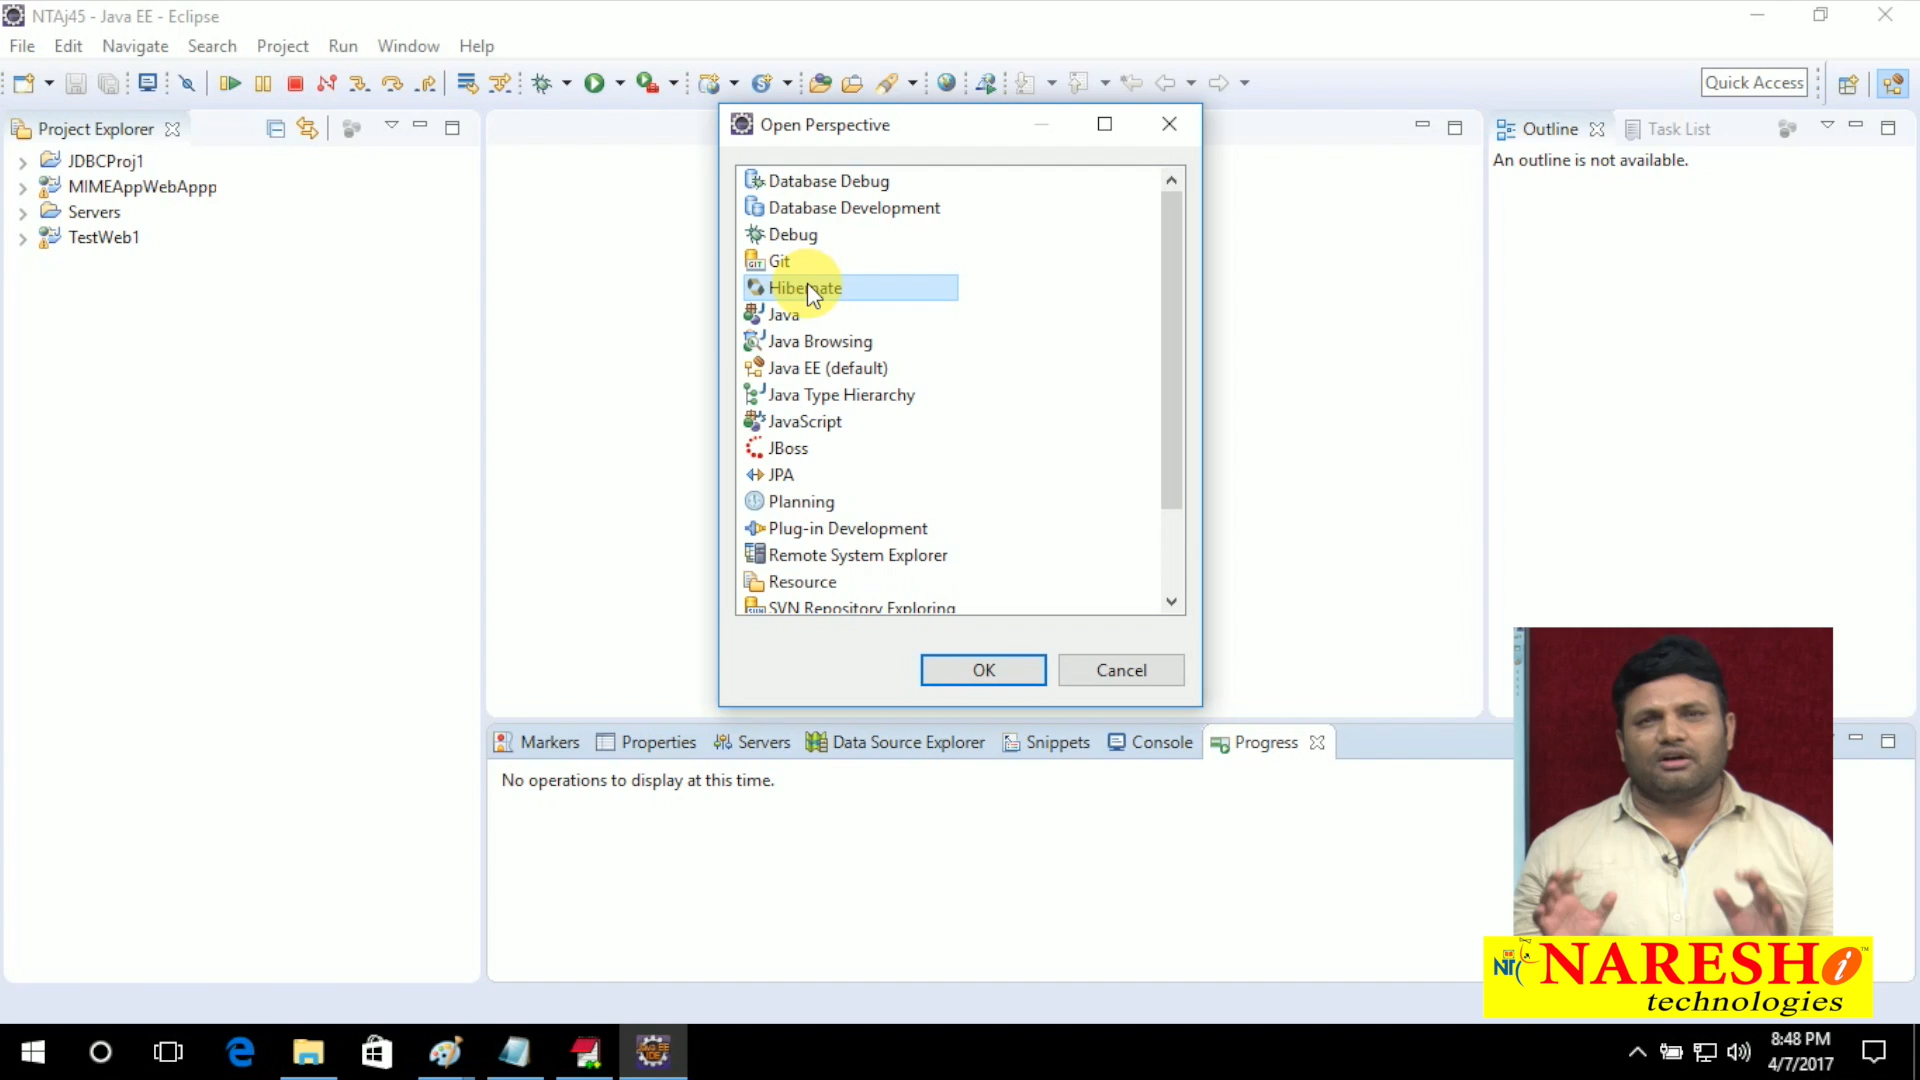 NTAj45 - Java EE - Eclipse
File Edit Navigate Search Project Run Window Help
Quick Access
Project Explorer
JDBCProj1
MIMEAppWebAppp
Servers
TestWeb1
Open Perspective
Database Debug
Database Development
Debug
Git
Hibernate
Java
Java Browsing
Java EE (default)
Java Type Hierarchy
JavaScript
JBoss
JPA
Planning
Plug-in Development
Remote System Explorer
Resource
SVN Repository Exploring
OK Cancel
Outline Task List
An outline is not available.
Markers Properties Servers Data Source Explorer Snippets Console Progress
No operations to display at this time.
NARESH i
technologies
8:48 PM
4/7/2017